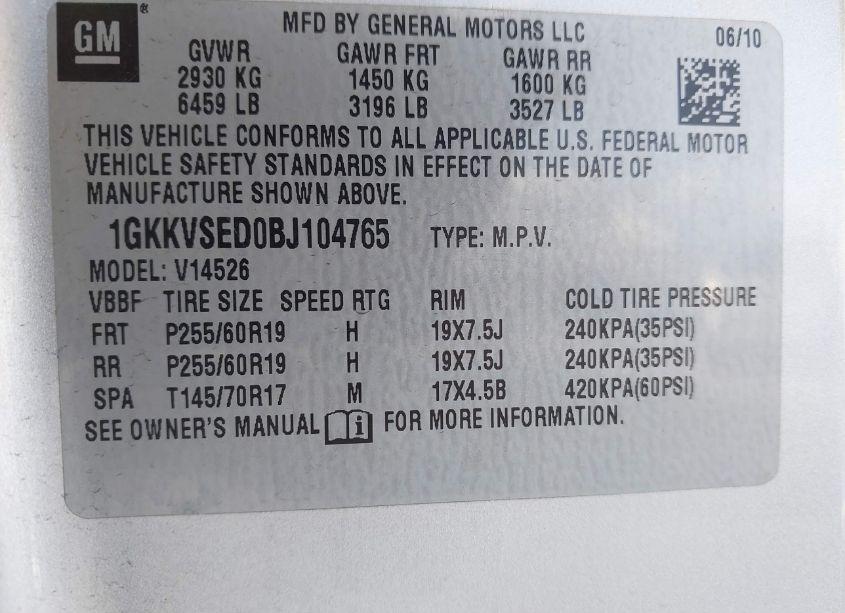 GM®
MFD BY GENERAL MOTORS LLC 06/10
GVWR GAWR FRT GAWR RR
2930 KG 1450 KG 1600 KG
6459 LB 3196 LB 3527 LB
THIS VEHICLE CONFORMS TO ALL APPLICABLE U.S. FEDERAL MOTOR
VEHICLE SAFETY STANDARDS IN EFFECT ON THE DATE OF
MANUFACTURE SHOWN ABOVE.
1GKKVSED0BJ104765 TYPE: M.P.V.
MODEL: V14526
VBBF TIRE SIZE SPEED RTG RIM COLD TIRE PRESSURE
FRT P255/60R19 H 19X7.5J 240KPA(35PSI)
RR P255/60R19 H 19X7.5J 240KPA(35PSI)
SPA T145/70R17 M 17X4.5B 420KPA(60PSI)
SEE OWNER'S MANUAL i FOR MORE INFORMATION.